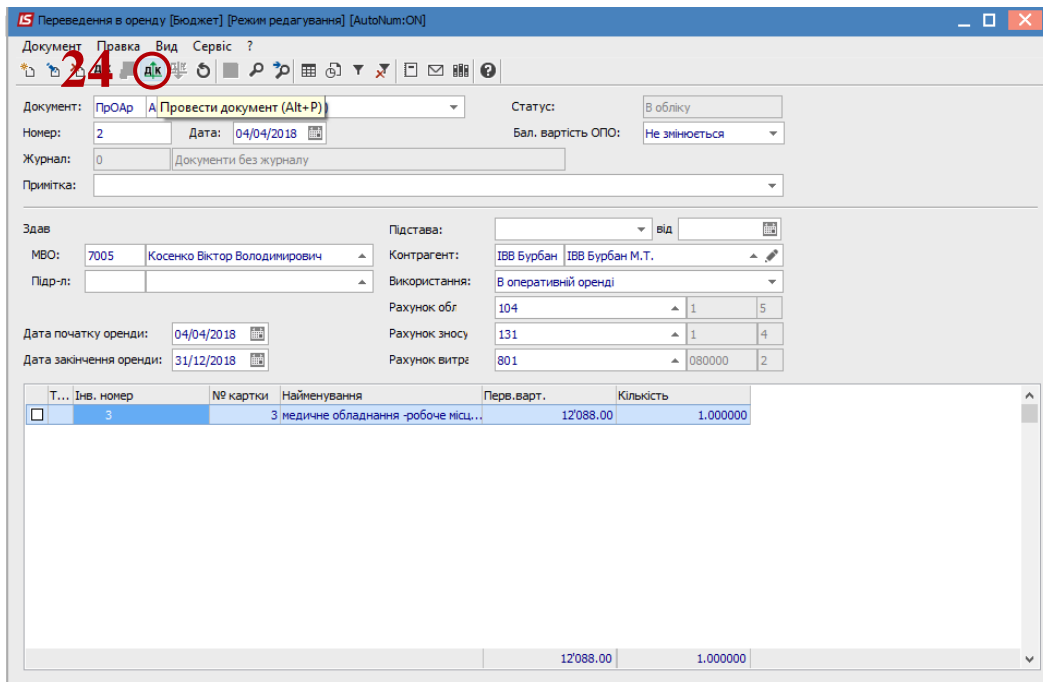 Переведення в оренду [Бюджет] [Режим редагування] [AutoNum:ON]
Документ Правка Вид Сервіс ?
24
Документ: ПрОАр А Провести документ (Alt+P) ) Статус: В обліку
Номер: 2 Дата: 04/04/2018 Бал. вартість ОПО: Не змінюється
Журнал: 0 Документи без журналу
Примітка:
Здав Підстава: від
МВО: 7005 Косенко Віктор Володимирович Контрагент: ІВВ Бурбан ІВВ Бурбан М.Т.
Підр-л: Використання: В оперативній оренді
Рахунок обл 104 1 5
Дата початку оренди: 04/04/2018 Рахунок зносу 131 1 4
Дата закінчення оренди: 31/12/2018 Рахунок витра 801 080000 2
Т... Інв. номер № картки Найменування Перв.варт. Кількість
3 3 медичне обладнання -робоче місц... 12'088.00 1.000000
12'088.00 1.000000